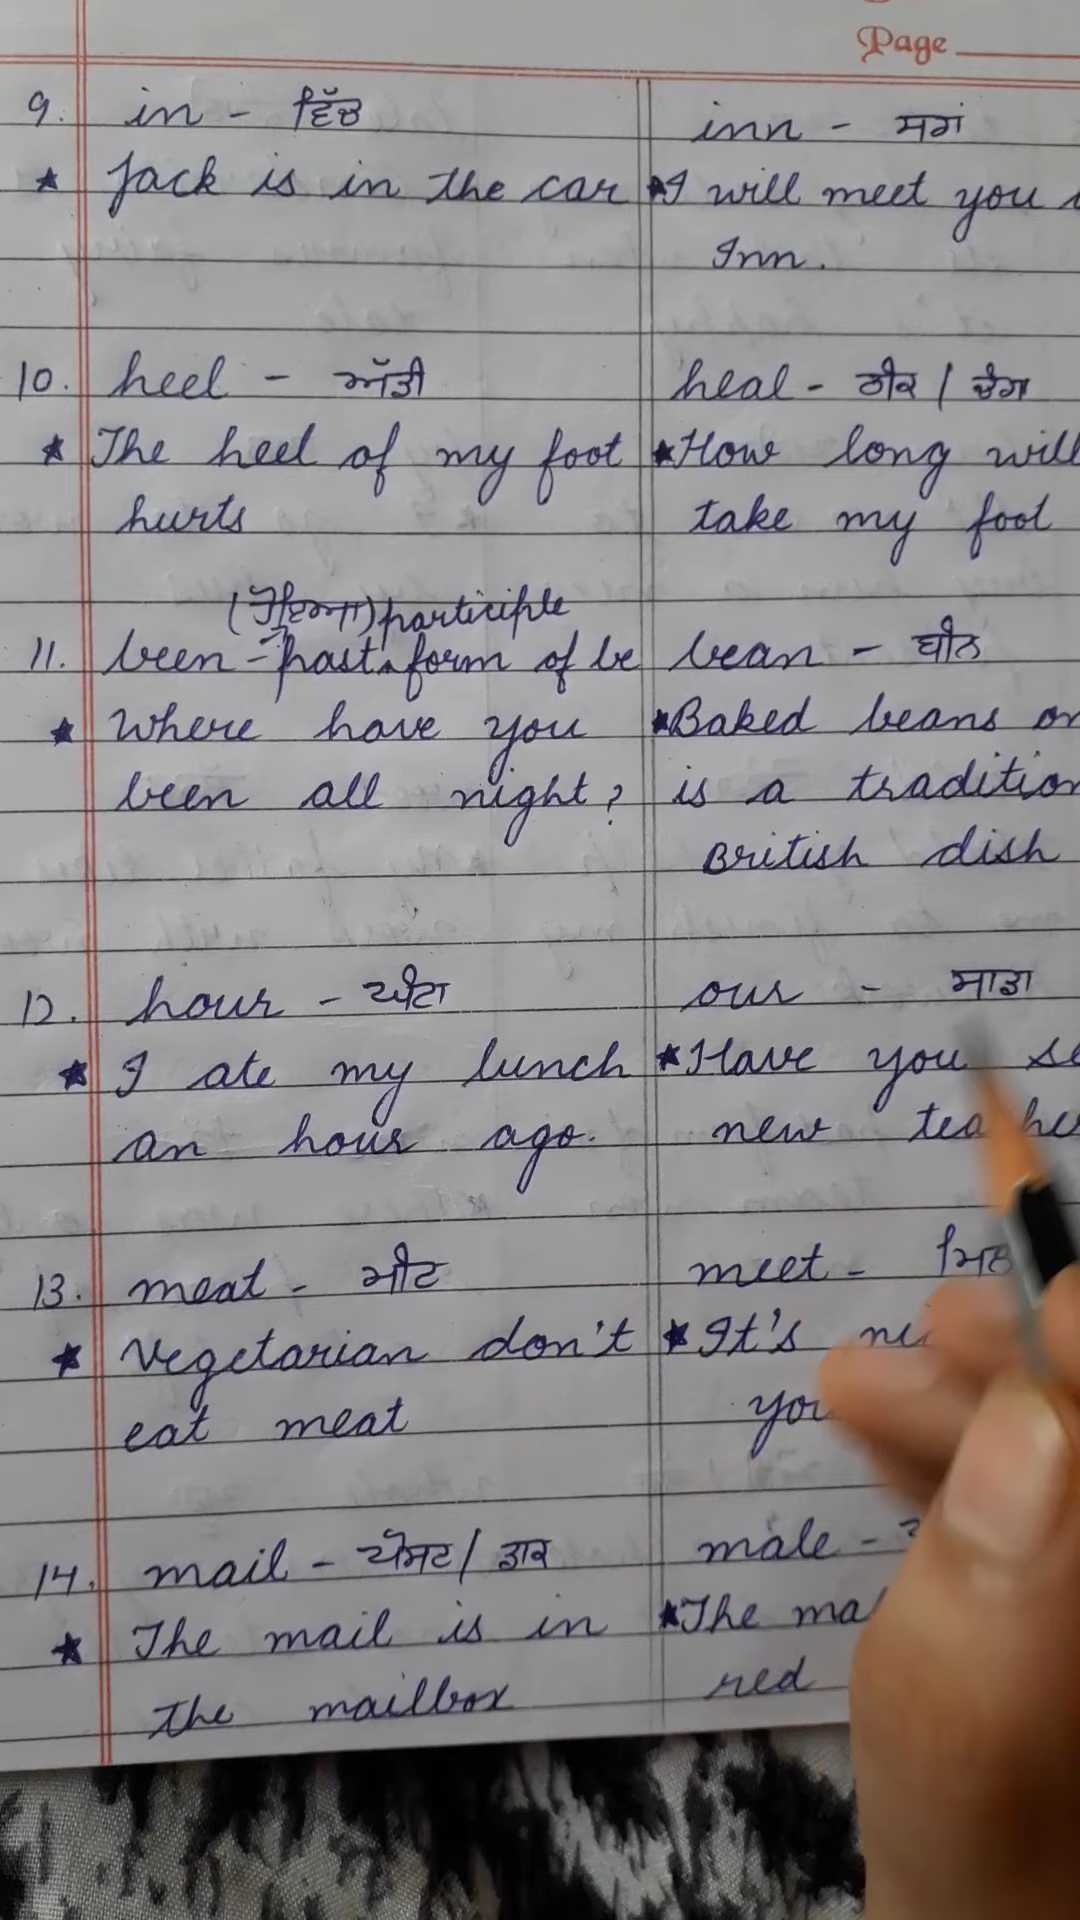 Page
9. in - ਵਿੱਚ
inn - ਸਰਾਂ
★ Jack is in the car
★ I will meet you
Inn.
10. heel - ਅੱਡੀ
heal - ਠੀਕ /
★ The heel of my foot
hurts
★ How long will
take my foot
(ਹੋਇਆ) participle
11. been - past form of be
bean - ਬੀਨ
★ Where have you
been all night?
★ Baked beans on
is a tradition
British dish
12. hour - ਘੰਟਾ
our - ਸਾਡਾ
★ I ate my lunch
an hour ago.
★ Have you
new
13. meat - ਮੀਟ
meet -
★ Vegetarian don't
eat meat
★ It's
14. mail - / ਡਾਕ
male -
★ The mail is in
the mailbox
★ The
red